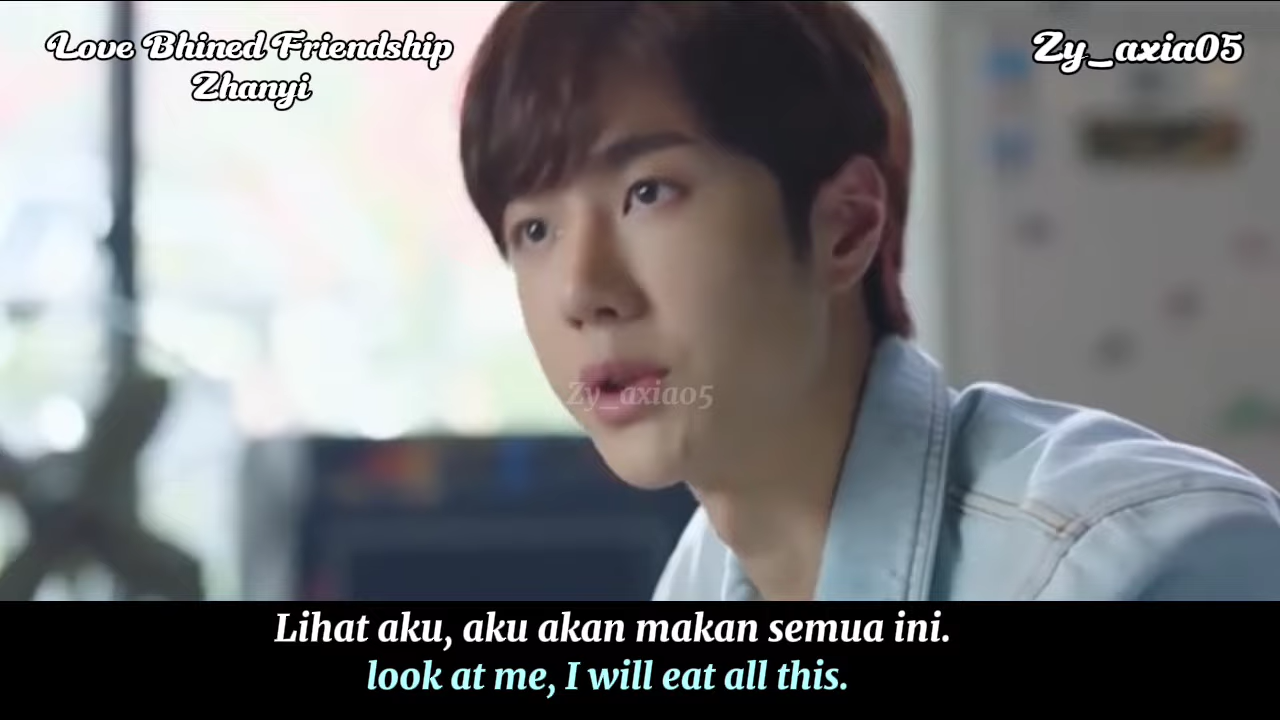 Love Bhined Friendship
Zhanyi
Zy_axia05
Zy_axia05
Lihat aku, aku akan makan semua ini.
look at me, I will eat all this.